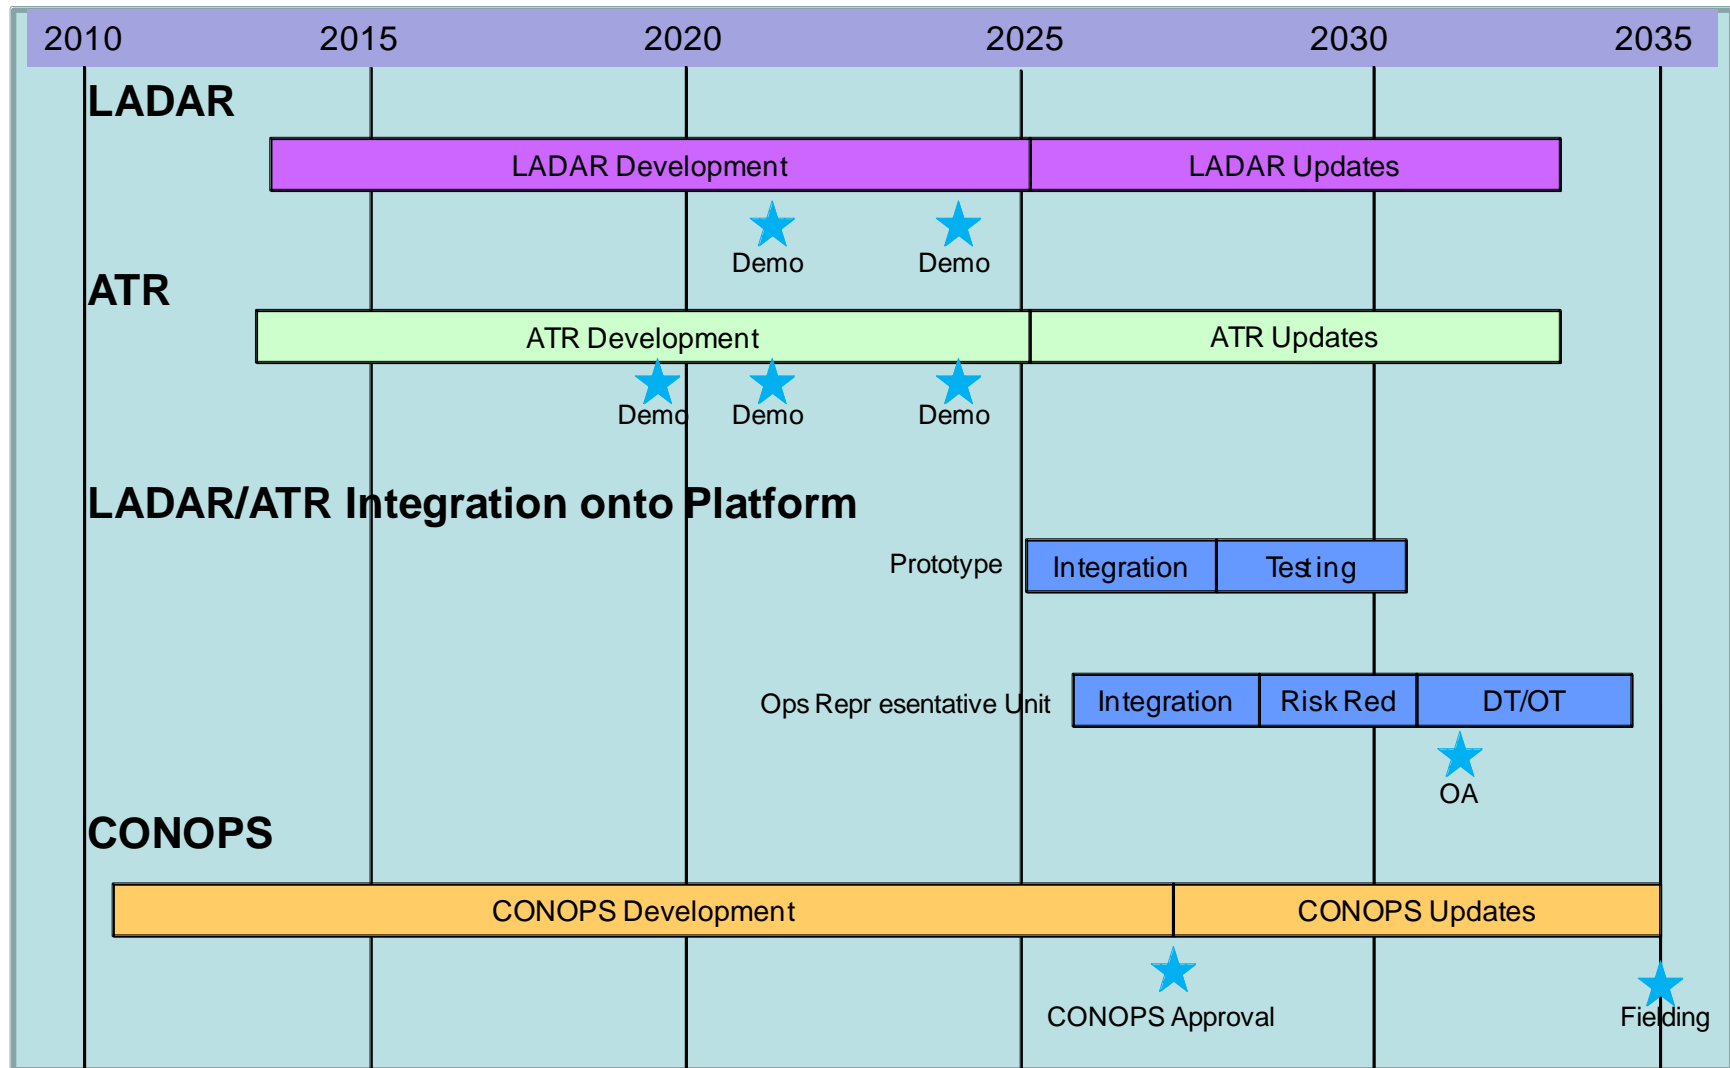 2010 2015 2020 2025 2030 2035
LADAR
LADAR Development LADAR Updates
Demo Demo
ATR
ATR Development ATR Updates
Demo Demo Demo
LADAR/ATR Integration onto Platform
Prototype Integration Testing
Ops Representative Unit Integration Risk Red DT/OT
OA
CONOPS
CONOPS Development CONOPS Updates
CONOPS Approval Fielding